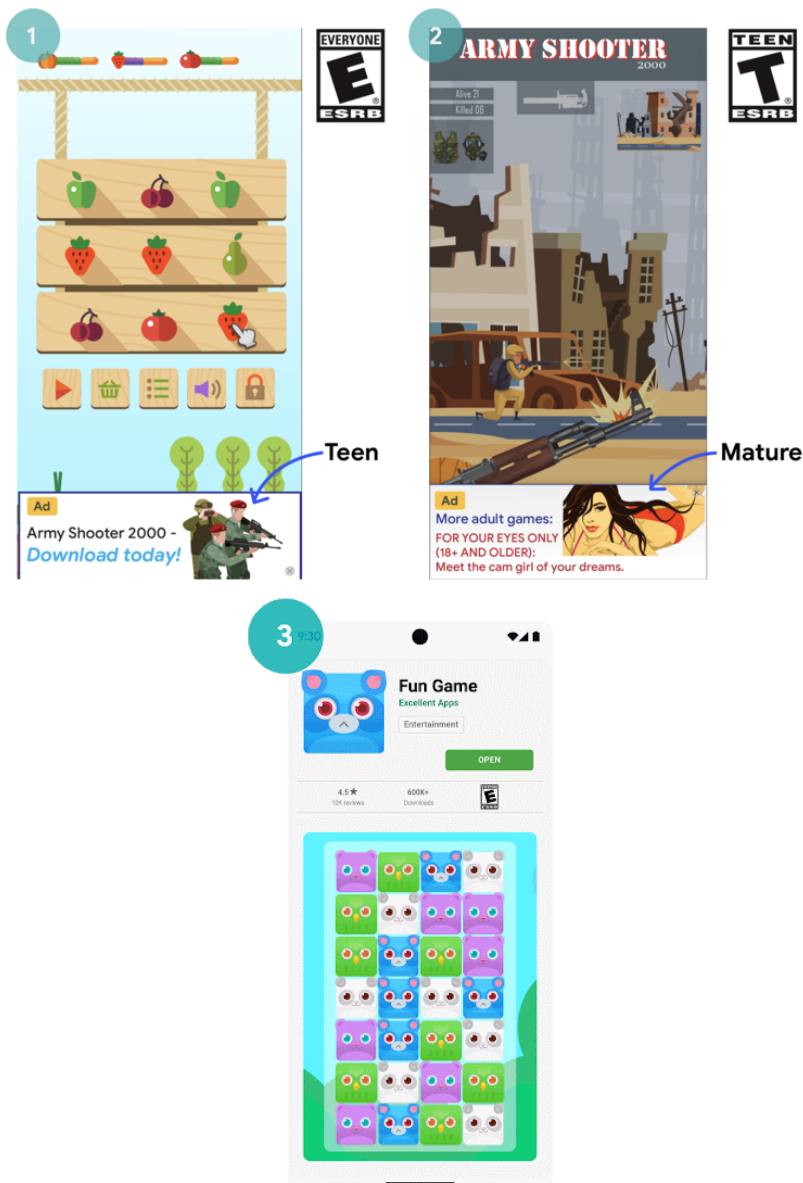 1
EVERYONE
E
ESRB
Ad
Army Shooter 2000 -
Download today!
Teen
2
ARMY SHOOTER
2000
Alive 21
Killed 06
TEEN
T
ESRB
Ad
More adult games:
FOR YOUR EYES ONLY
(18+ AND OLDER):
Meet the cam girl of your dreams.
Mature
3
9:30
Fun Game
Excellent Apps
Entertainment
OPEN
4.5★ 600K+
10K reviews Downloads
E
ESRB